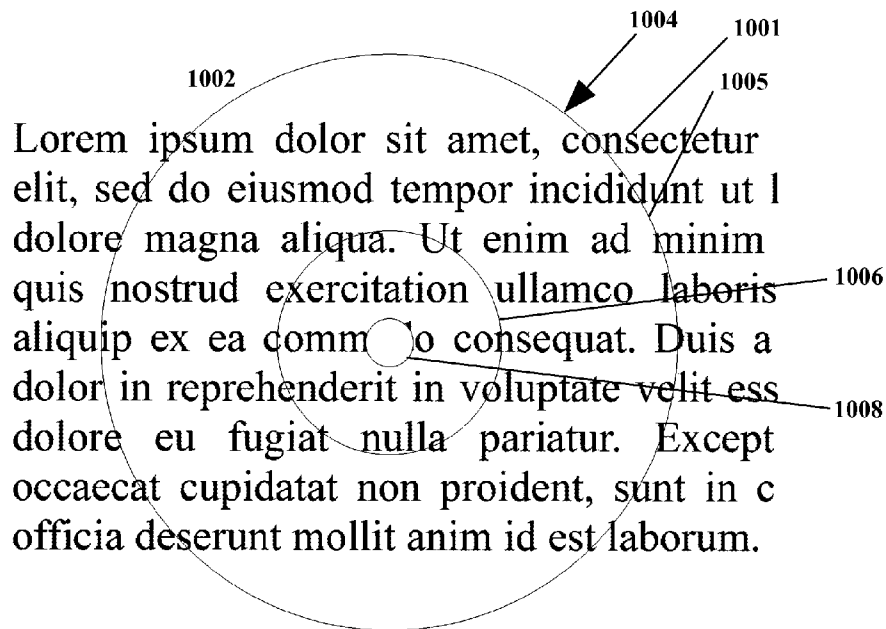 1004
1001
1002
1005
Lorem ipsum dolor sit amet, consectetur
elit, sed do eiusmod tempor incididunt ut l
dolore magna aliqua. Ut enim ad minim
quis nostrud exercitation ullamco laboris
1006
aliquip ex ea comm o consequat. Duis a
dolor in reprehenderit in voluptate velit ess
1008
dolore eu fugiat nulla pariatur. Except
occaecat cupidatat non proident, sunt in c
officia deserunt mollit anim id est laborum.